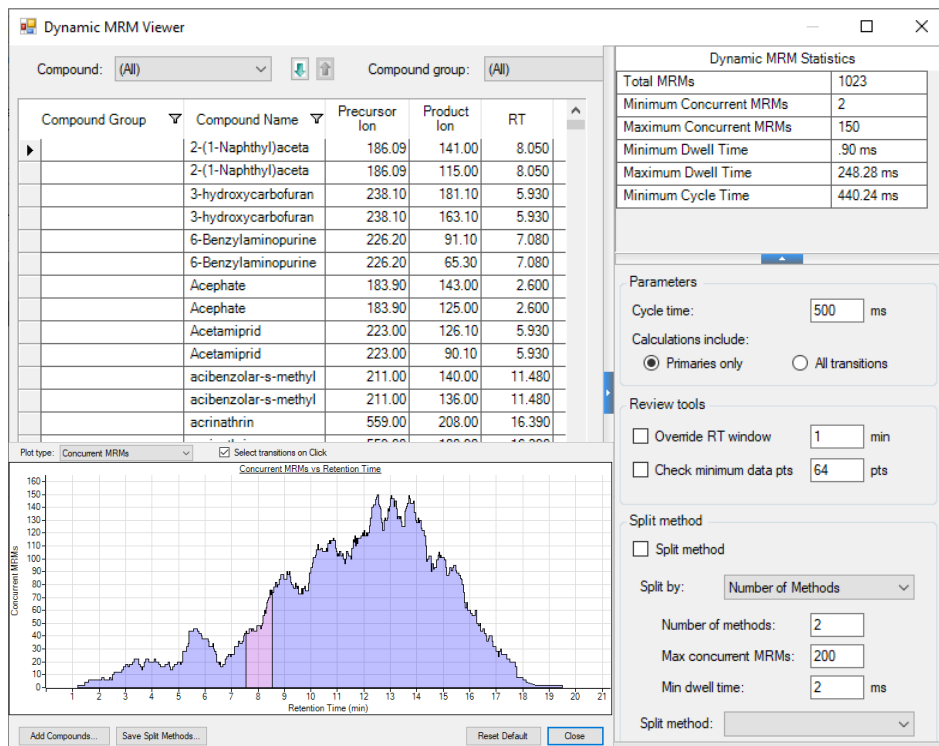 Dynamic MRM Viewer
Compound: (All) Compound group: (All)
Compound Group Compound Name Precursor Ion Product Ion RT
2-(1-Naphthyl)aceta 186.09 141.00 8.050
2-(1-Naphthyl)aceta 186.09 115.00 8.050
3-hydroxycarbofuran 238.10 181.10 5.930
3-hydroxycarbofuran 238.10 163.10 5.930
6-Benzylaminopurine 226.20 91.10 7.080
6-Benzylaminopurine 226.20 65.30 7.080
Acephate 183.90 143.00 2.600
Acephate 183.90 125.00 2.600
Acetamiprid 223.00 126.10 5.930
Acetamiprid 223.00 90.10 5.930
acibenzolar-s-methyl 211.00 140.00 11.480
acibenzolar-s-methyl 211.00 136.00 11.480
acrinathrin 559.00 208.00 16.390
Plot type: Concurrent MRMs Select transitions on Click
Concurrent MRMs vs Retention Time
Concurrent MRMs
160
150
140
130
120
110
100
90
80
70
60
50
40
30
20
10
0
1 2 3 4 5 6 7 8 9 10 11 12 13 14 15 16 17 18 19 20 21
Retention Time (min)
Add Compounds... Save Split Methods... Reset Default Close
Dynamic MRM Statistics
Total MRMs 1023
Minimum Concurrent MRMs 2
Maximum Concurrent MRMs 150
Minimum Dwell Time .90 ms
Maximum Dwell Time 248.28 ms
Minimum Cycle Time 440.24 ms
Parameters
Cycle time: 500 ms
Calculations include:
Primaries only All transitions
Review tools
Override RT window 1 min
Check minimum data pts 64 pts
Split method
Split method
Split by: Number of Methods
Number of methods: 2
Max concurrent MRMs: 200
Min dwell time: 2 ms
Split method: